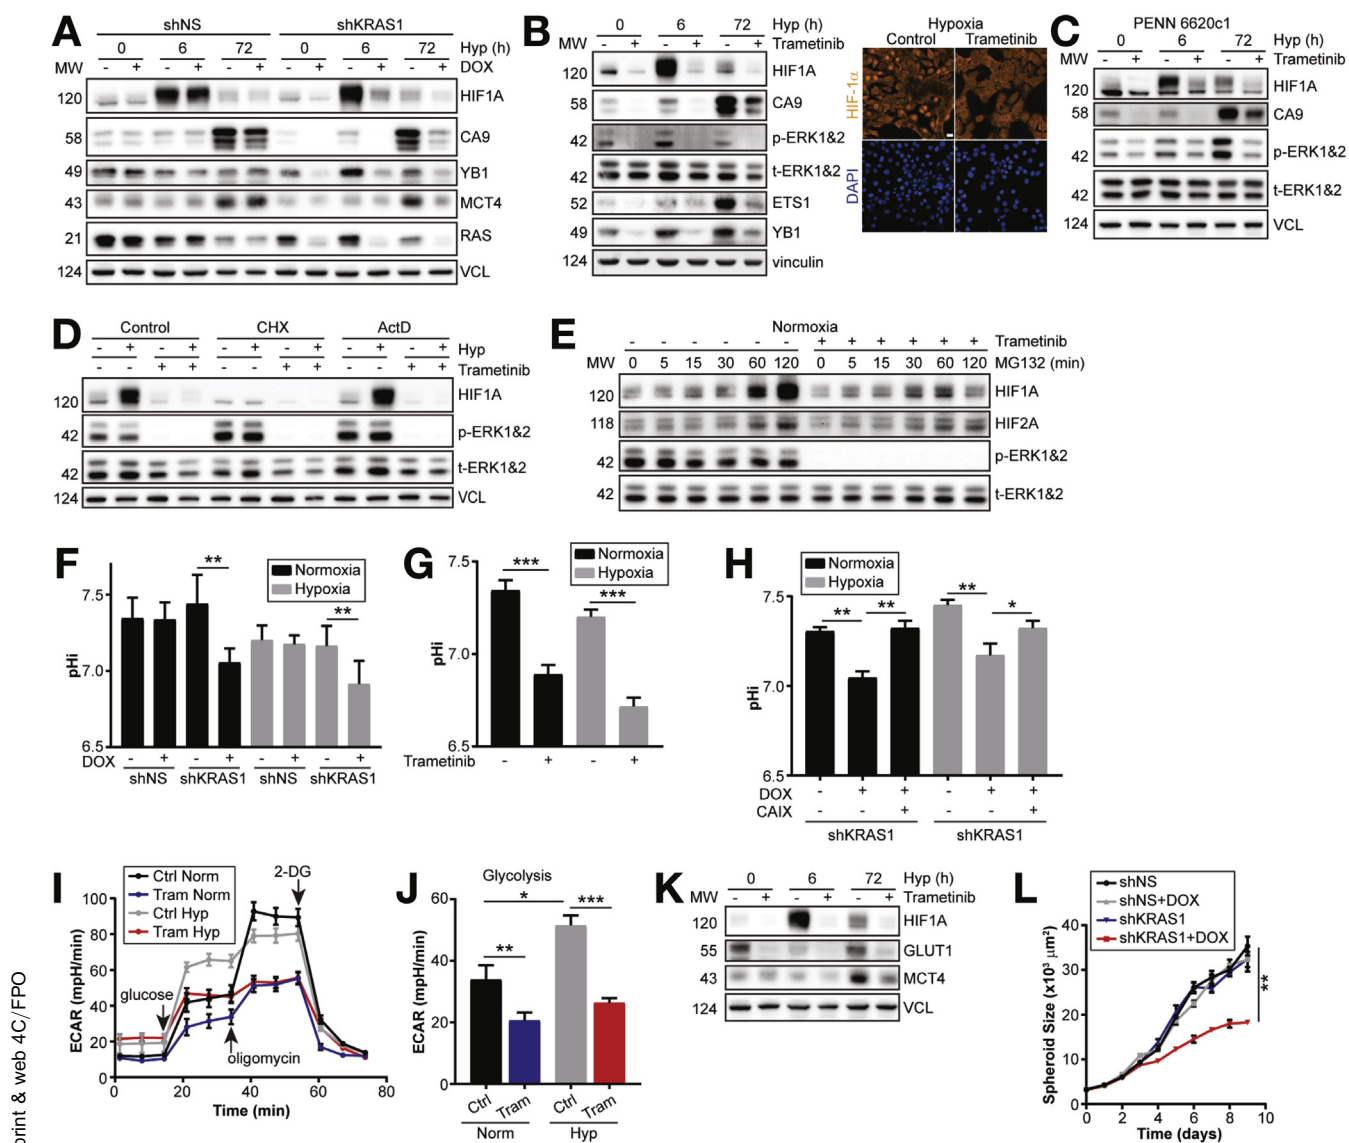 A
shNS shKRAS1
0 6 72 0 6 72 Hyp (h)
MW - + - + - + - + - + - + DOX
120 HIF1A
58 CA9
49 YB1
43 MCT4
21 RAS
124 VCL
B
0 6 72 Hyp (h)
MW - + - + - + Trametinib
120 HIF1A
58 CA9
42 p-ERK1&2
42 t-ERK1&2
52 ETS1
49 YB1
124 vinculin
Hypoxia
Control Trametinib
HIF-1α
DAPI
C
PENN 6620c1
0 6 72 Hyp (h)
MW - + - + - + Trametinib
120 HIF1A
58 CA9
42 p-ERK1&2
42 t-ERK1&2
124 VCL
D
Control CHX ActD
- + - + - + - + - + - + Hyp
- - + + - - + + - - + + Trametinib
120 HIF1A
42 p-ERK1&2
42 t-ERK1&2
124 VCL
E
Normoxia
- - - - - - + + + + + + Trametinib
MW 0 5 15 30 60 120 0 5 15 30 60 120 MG132 (min)
120 HIF1A
118 HIF2A
42 p-ERK1&2
42 t-ERK1&2
F
Normoxia
Hypoxia
** **
7.5
7.0
6.5
pHi
DOX - + - + - + - +
shNS shKRAS1 shNS shKRAS1
G
Normoxia
Hypoxia
*** ***
7.5
7.0
6.5
pHi
Trametinib - + - +
H
Normoxia
Hypoxia
** ** ** *
7.5
7.0
6.5
pHi
DOX - + + - + +
CAIX - - + - - +
shKRAS1 shKRAS1
I
Ctrl Norm
Tram Norm
Ctrl Hyp
Tram Hyp
2-DG
glucose
oligomycin
100
80
60
40
20
0
ECAR (mpH/min)
0 20 40 60 80
Time (min)
J
Glycolysis
* *** **
60
40
20
0
ECAR (mpH/min)
Ctrl Tram Ctrl Tram
Norm Hyp
K
0 6 72 Hyp (h)
MW - + - + - + Trametinib
120 HIF1A
55 GLUT1
43 MCT4
124 VCL
L
shNS
shNS+DOX
shKRAS1
shKRAS1+DOX
**
40
30
20
10
0
Spheroid Size (x10³ µm²)
0 2 4 6 8 10
Time (days)
print & web 4C/FPO